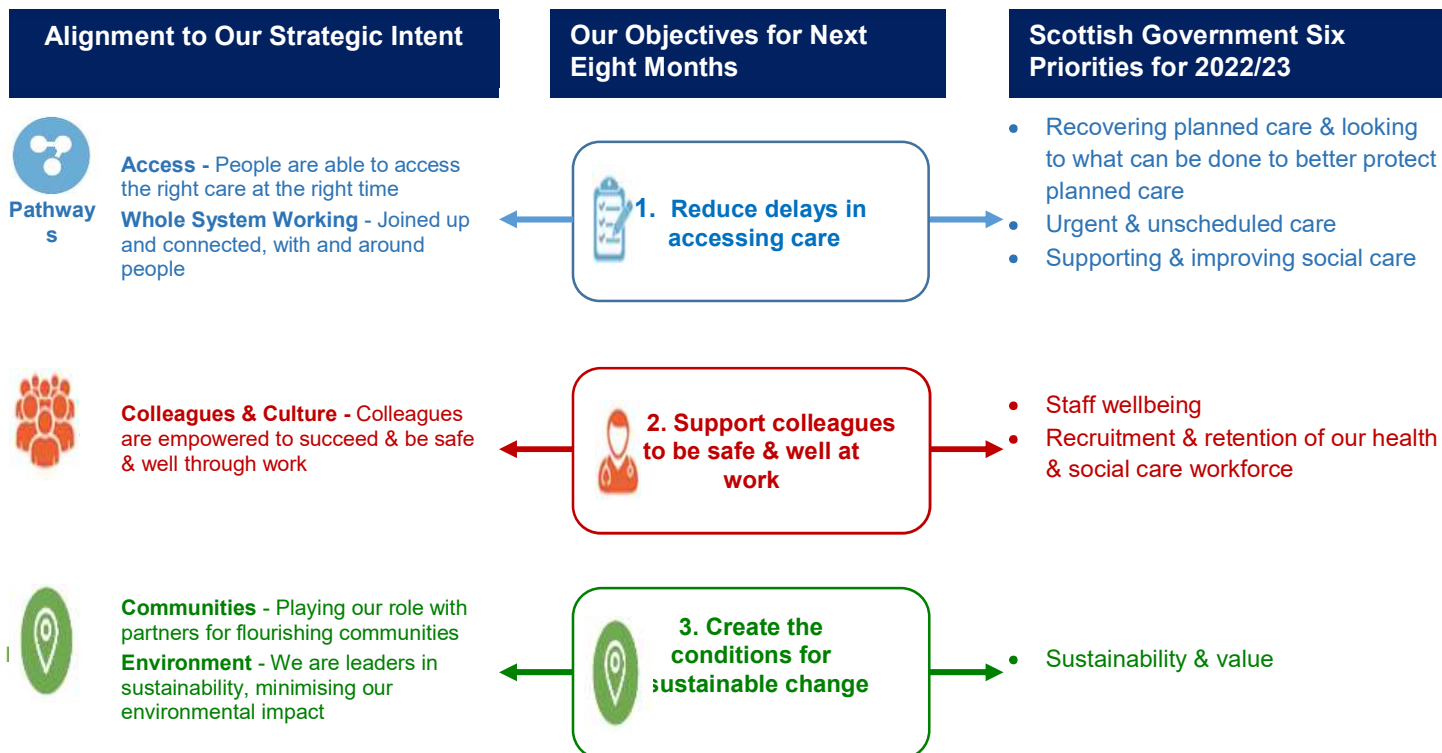 Alignment to Our Strategic Intent
Our Objectives for Next
Eight Months
Scottish Government Six
Priorities for 2022/23
Pathway
s
Access - People are able to access
the right care at the right time
Whole System Working - Joined up
and connected, with and around
people
1. Reduce delays in
accessing care
• Recovering planned care & looking
to what can be done to better protect
planned care
• Urgent & unscheduled care
• Supporting & improving social care
Colleagues & Culture - Colleagues
are empowered to succeed & be safe
& well through work
2. Support colleagues
to be safe & well at
work
• Staff wellbeing
• Recruitment & retention of our health
& social care workforce
Communities - Playing our role with
partners for flourishing communities
Environment - We are leaders in
sustainability, minimising our
environmental impact
3. Create the
conditions for
sustainable change
• Sustainability & value